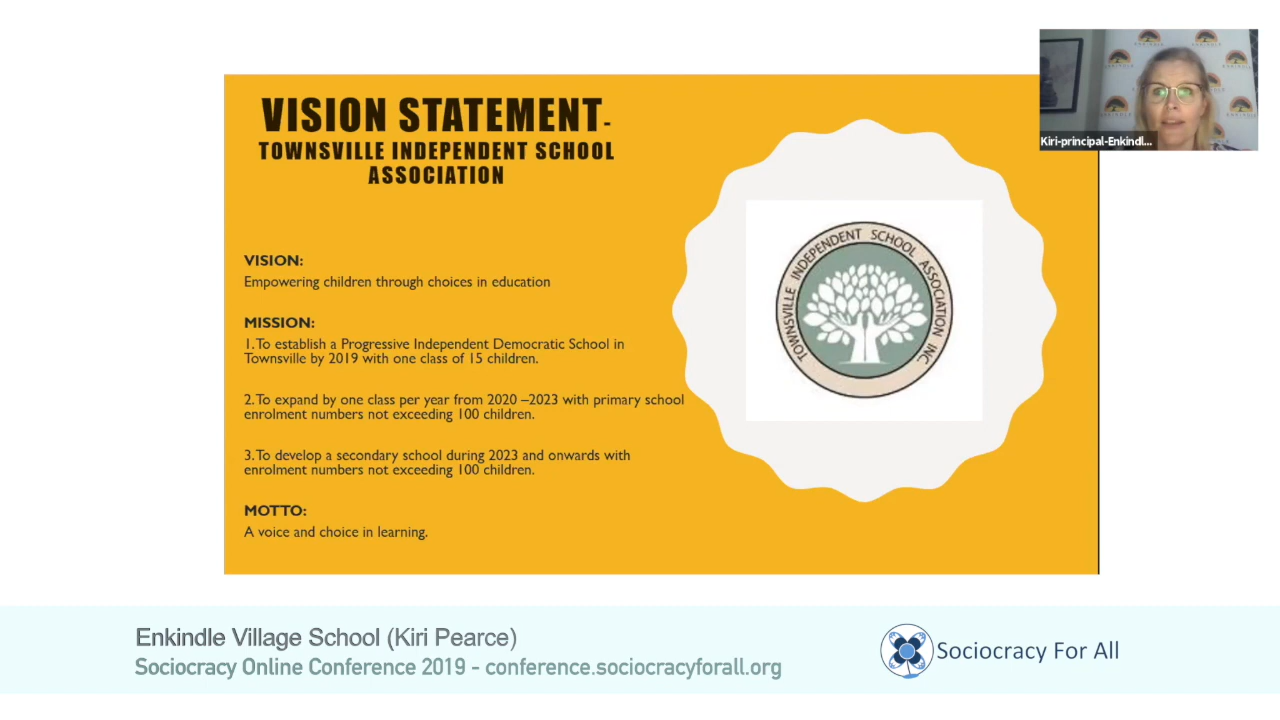 VISION STATEMENT-
TOWNSVILLE INDEPENDENT SCHOOL
ASSOCIATION
VISION:
Empowering children through choices in education
MISSION:
1.To establish a Progressive Independent Democratic School in
Townsville by 2019 with one class of 15 children.
2.To expand by one class per year from 2020 –2023 with primary school
enrolment numbers not exceeding 100 children.
3.To develop a secondary school during 2023 and onwards with
enrolment numbers not exceeding 100 children.
MOTTO:
A voice and choice in learning.
TOWNSVILLE INDEPENDENT SCHOOL ASSOCIATION INC.
Kiri-principal-Enkindl...
Enkindle Village School (Kiri Pearce)
Sociocracy Online Conference 2019 - conference.sociocracyforall.org
Sociocracy For All